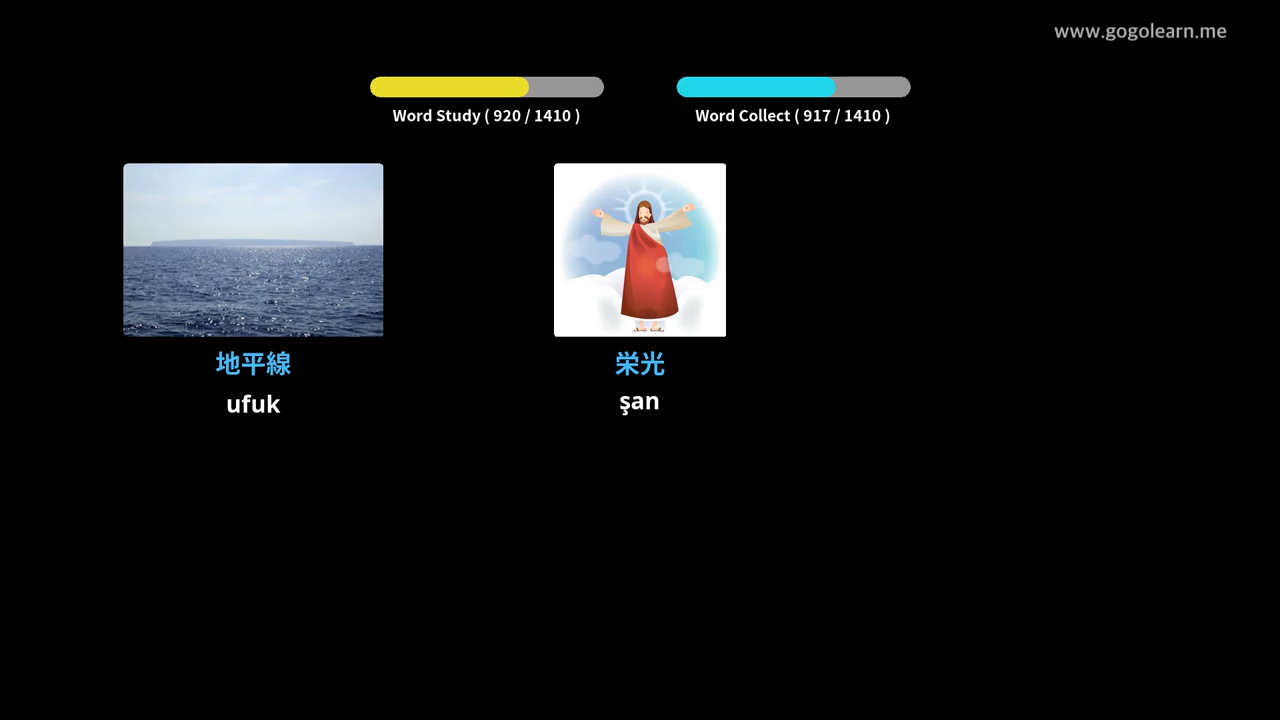 www.gogolearn.me
Word Study ( 920 / 1410 )
Word Collect ( 917 / 1410 )
地平線
ufuk
栄光
şan